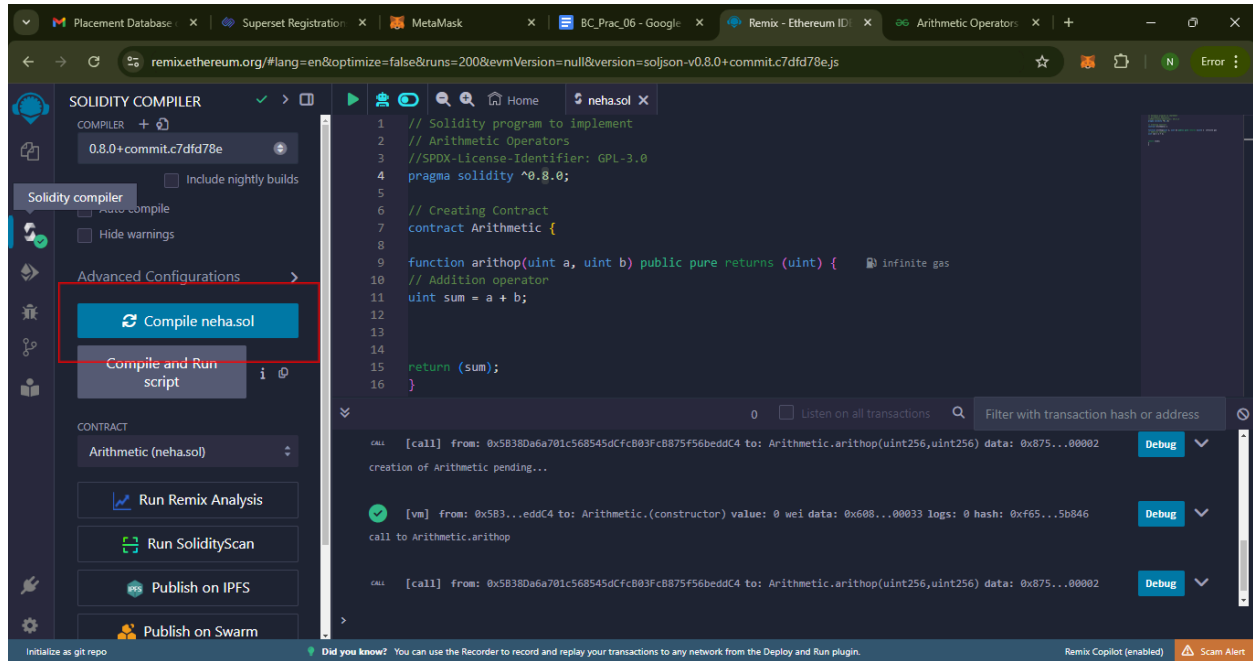 Placement Database
Superset Registration
MetaMask
BC_Prac_06 - Google
Remix - Ethereum ID
Arithmetic Operators
remix.ethereum.org/#lang=en&optimize=false&runs=200&evmVersion=null&version=soljson-v0.8.0+commit.c7dfd78e.js
N
Error
SOLIDITY COMPILER
COMPILER
0.8.0+commit.c7dfd78e
Include nightly builds
Solidity compiler
Auto compile
Hide warnings
Advanced Configurations
Compile neha.sol
Compile and Run
script
CONTRACT
Arithmetic (neha.sol)
Run Remix Analysis
Run SolidityScan
IPFS
Publish on IPFS
Publish on Swarm
Home
neha.sol
1 // Solidity program to implement
2 // Arithmetic Operators
3 //SPDX-License-Identifier: GPL-3.0
4 pragma solidity ^0.8.0;
5
6 // Creating Contract
7 contract Arithmetic {
8
9 function arithop(uint a, uint b) public pure returns (uint) { infinite gas
10 // Addition operator
11 uint sum = a + b;
12
13
14
15 return (sum);
16 }
0 Listen on all transactions Filter with transaction hash or address
CALL [call] from: 0x5B38Da6a701c568545dCfcB03FcB875f56beddC4 to: Arithmetic.arithop(uint256,uint256) data: 0x875...00002 Debug
creation of Arithmetic pending...
[vm] from: 0x5B3...eddC4 to: Arithmetic.(constructor) value: 0 wei data: 0x608...00033 logs: 0 hash: 0xf65...5b846 Debug
call to Arithmetic.arithop
CALL [call] from: 0x5B38Da6a701c568545dCfcB03FcB875f56beddC4 to: Arithmetic.arithop(uint256,uint256) data: 0x875...00002 Debug
>
Initialize as git repo
Did you know? You can use the Recorder to record and replay your transactions to any network from the Deploy and Run plugin.
Remix Copilot (enabled)
Scam Alert